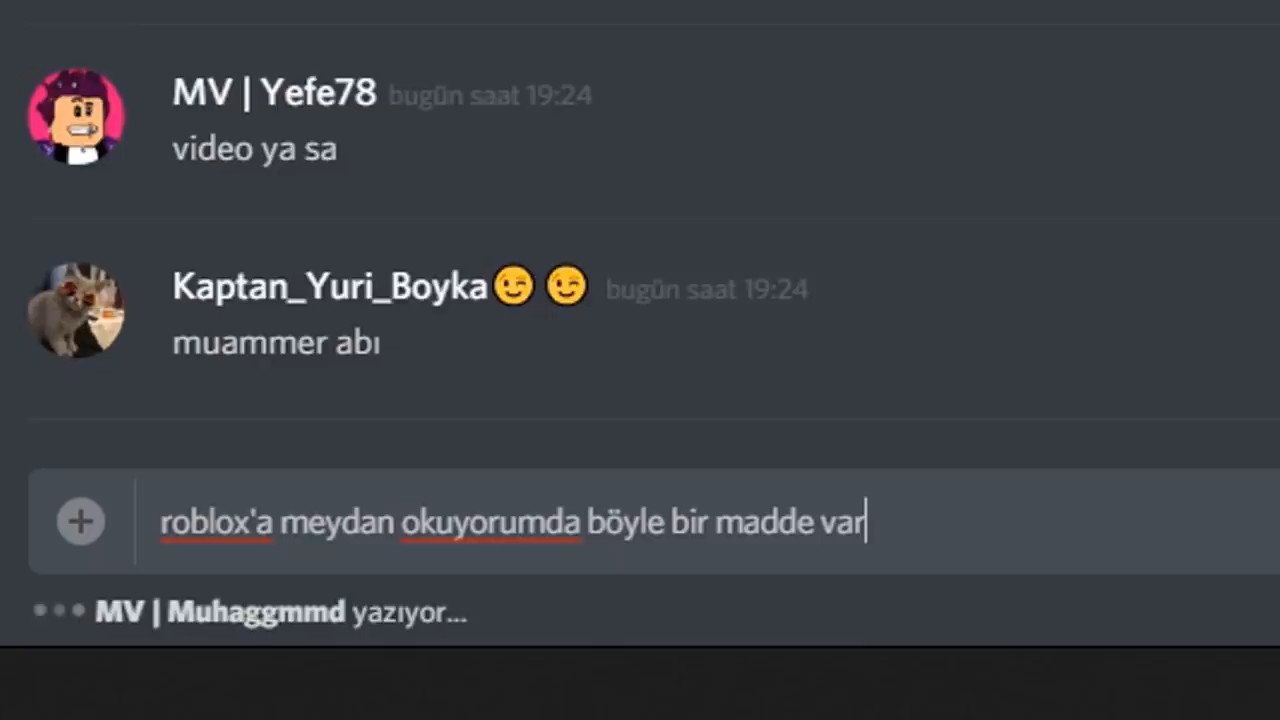 MV | Yefe78 bugün saat 19:24
video ya sa
Kaptan_Yuri_Boyka😉 😉 bugün saat 19:24
muammer abı
roblox'a meydan okuyorumda böyle bir madde var
MV | Muhaggmmd yazıyor...